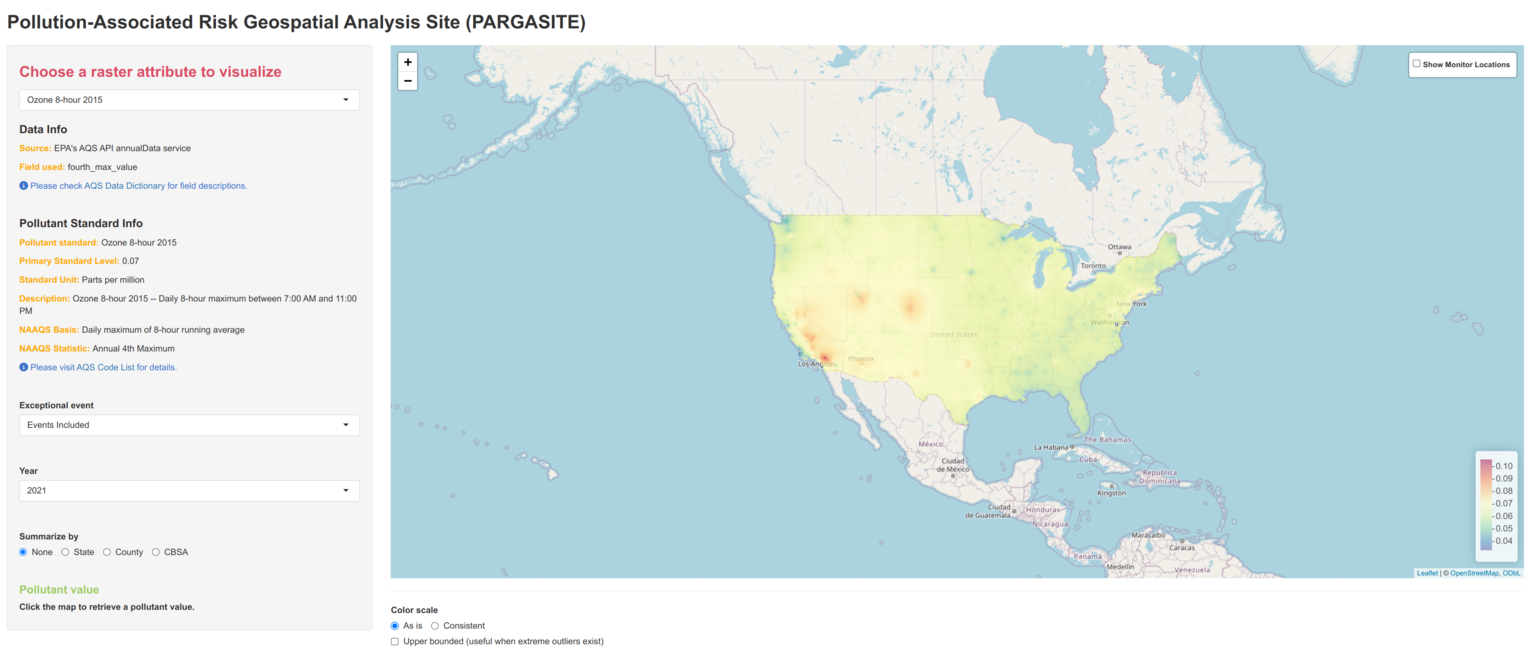 Pollution-Associated Risk Geospatial Analysis Site (PARGASITE)
Choose a raster attribute to visualize
Ozone 8-hour 2015
Data Info
Source: EPA's AQS API annualData service
Field used: fourth_max_value
Please check AQS Data Dictionary for field descriptions.
Pollutant Standard Info
Pollutant standard: Ozone 8-hour 2015
Primary Standard Level: 0.07
Standard Unit: Parts per million
Description: Ozone 8-hour 2015 -- Daily 8-hour maximum between 7:00 AM and 11:00
PM
NAAQS Basis: Daily maximum of 8-hour running average
NAAQS Statistic: Annual 4th Maximum
Please visit AQS Code List for details.
Exceptional event
Events Included
Year
2021
Summarize by
None State County CBSA
Pollutant value
Click the map to retrieve a pollutant value.
+
−
Show Monitor Locations
Ottawa
Toronto
New York
Washington
United States
Phoenix
Los Angeles
México
Ciudad
de México
La Habana
The Bahamas
Cuba
República
Dominicana
Kingston
Ciudad
de Guatemala
Honduras
Nicaragua
Maracaibo
Caracas
Panamá
Medellín
Venezuela
0.10
0.09
0.08
0.07
0.06
0.05
0.04
Leaflet | © OpenStreetMap, ODbL
Color scale
As is Consistent
Upper bounded (useful when extreme outliers exist)